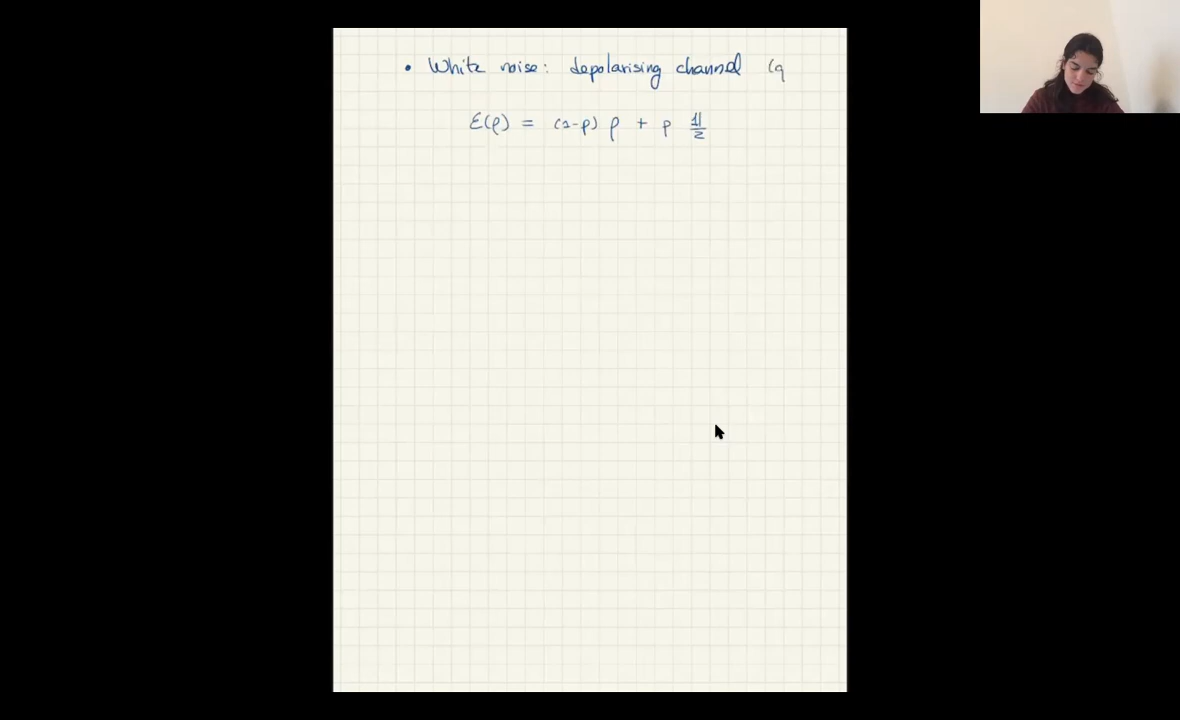 • White noise: depolarising channel (q
ℰ(ρ) = (1-p) ρ + p 𝟙/2